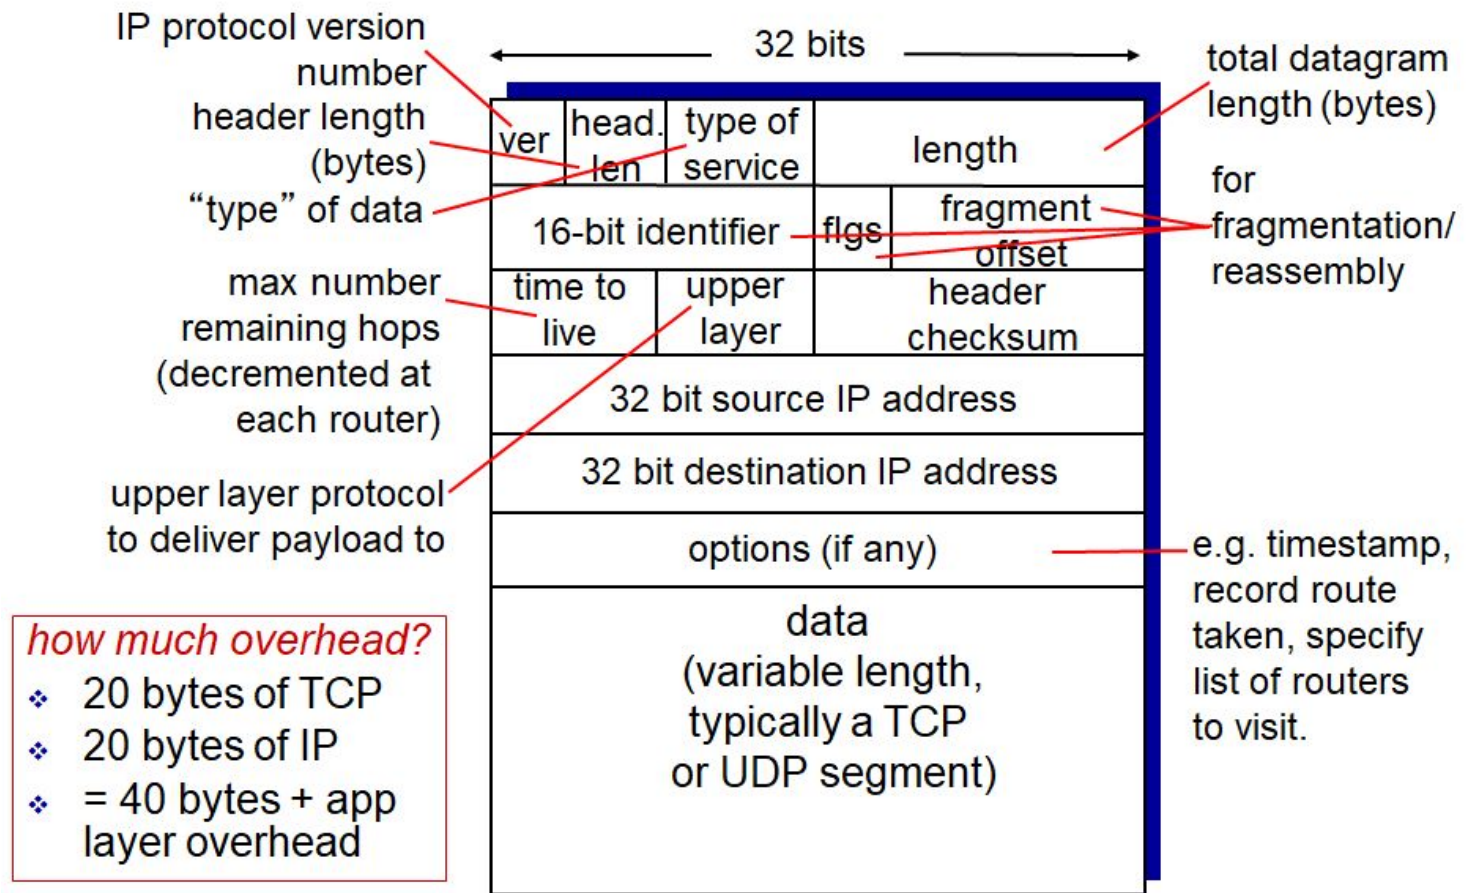 IP protocol version
number
header length
(bytes)
“type” of data
max number
remaining hops
(decremented at
each router)
upper layer protocol
to deliver payload to
how much overhead?
20 bytes of TCP
20 bytes of IP
= 40 bytes + app
layer overhead
32 bits
ver
head.
len
type of
service
length
16-bit identifier
flgs
fragment
offset
time to
live
upper
layer
header
checksum
32 bit source IP address
32 bit destination IP address
options (if any)
data
(variable length,
typically a TCP
or UDP segment)
total datagram
length (bytes)
for
fragmentation/
reassembly
e.g. timestamp,
record route
taken, specify
list of routers
to visit.